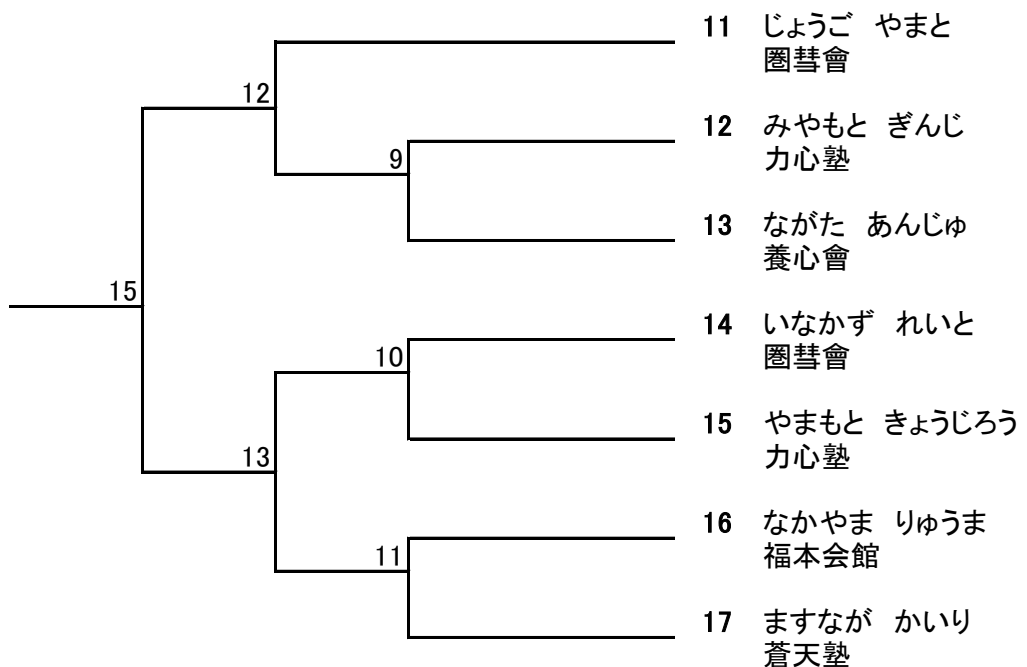 11 じょうご やまと
圏彗會
12
12 みやもと ぎんじ
力心塾
9
13 ながた あんじゅ
養心會
15
14 いなかず れいと
圏彗會
10
15 やまもと きょうじろう
力心塾
13
16 なかやま りゅうま
福本会館
11
17 ますなが かいり
蒼天塾